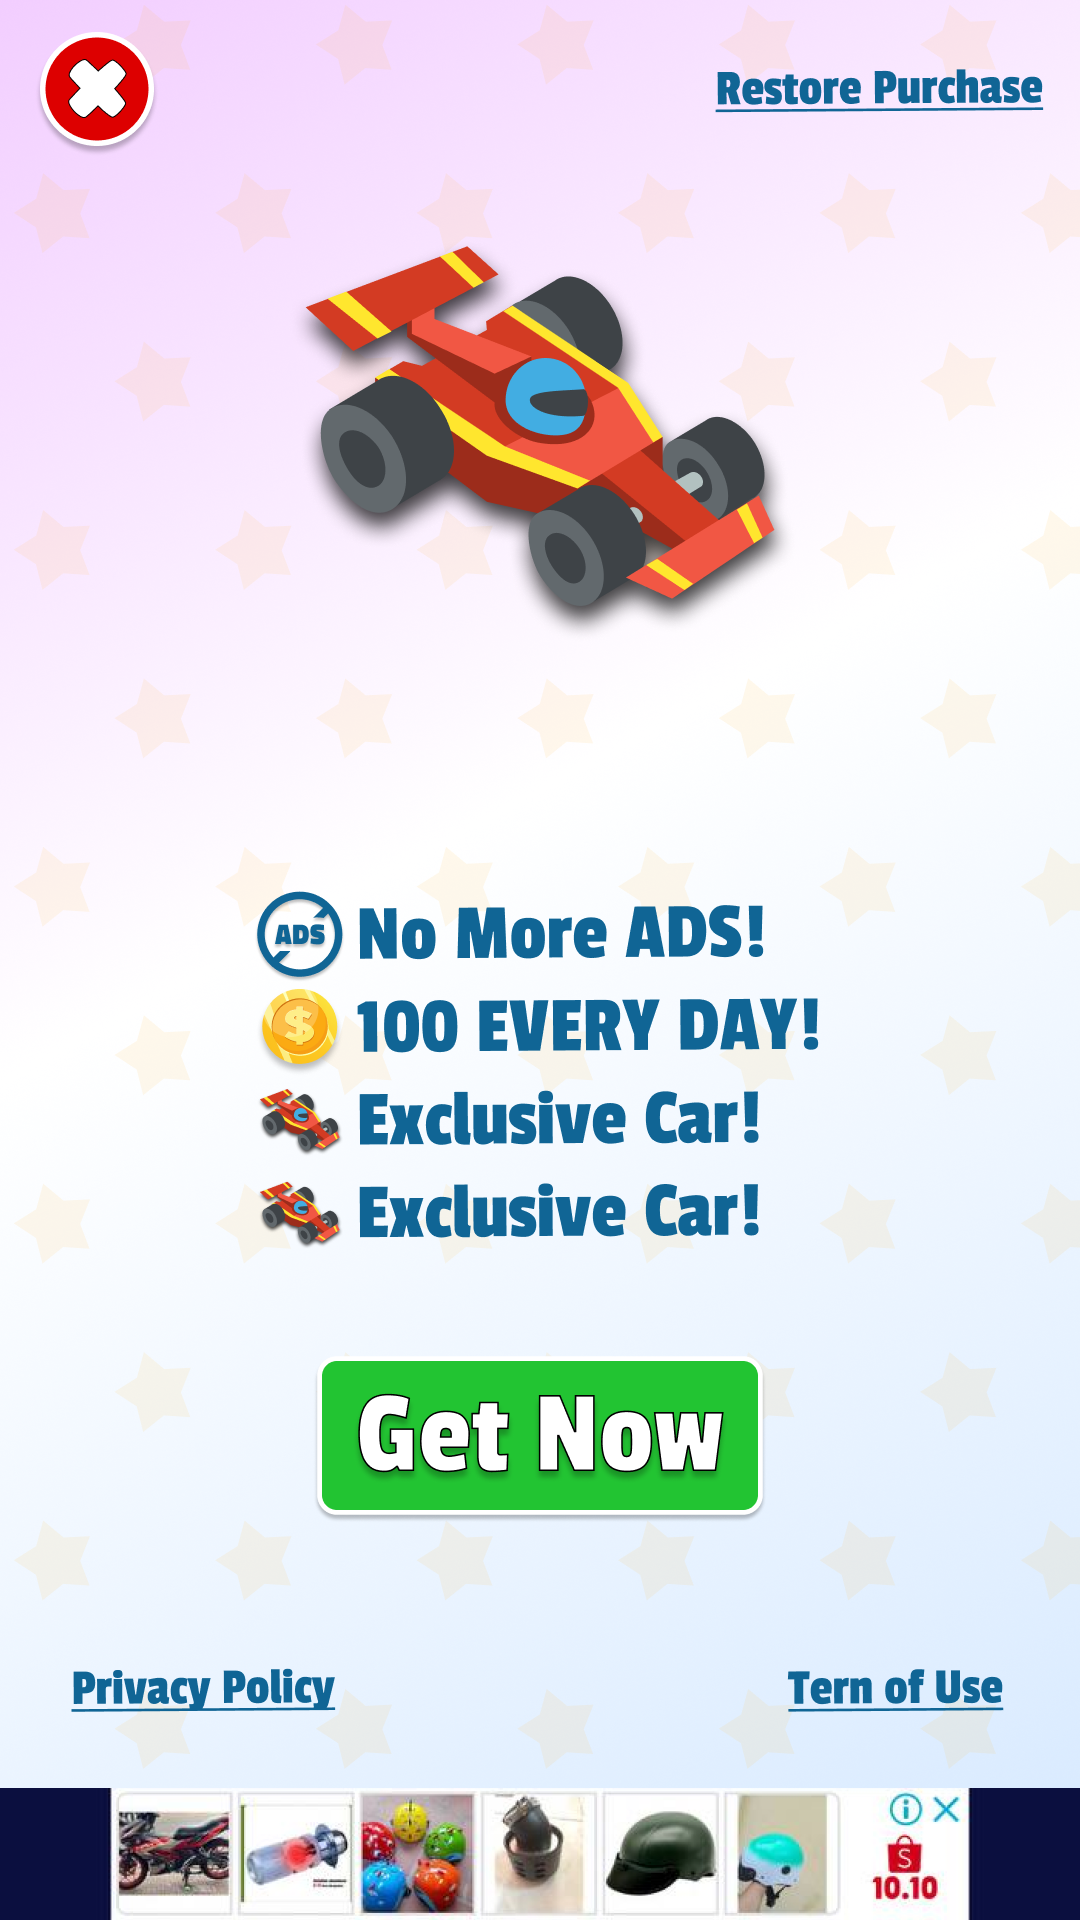 Restore Purchase
ADS
No More ADS!
$
100 EVERY DAY!
Exclusive Car!
Exclusive Car!
Get Now
Privacy Policy
Tern of Use
S
10.10